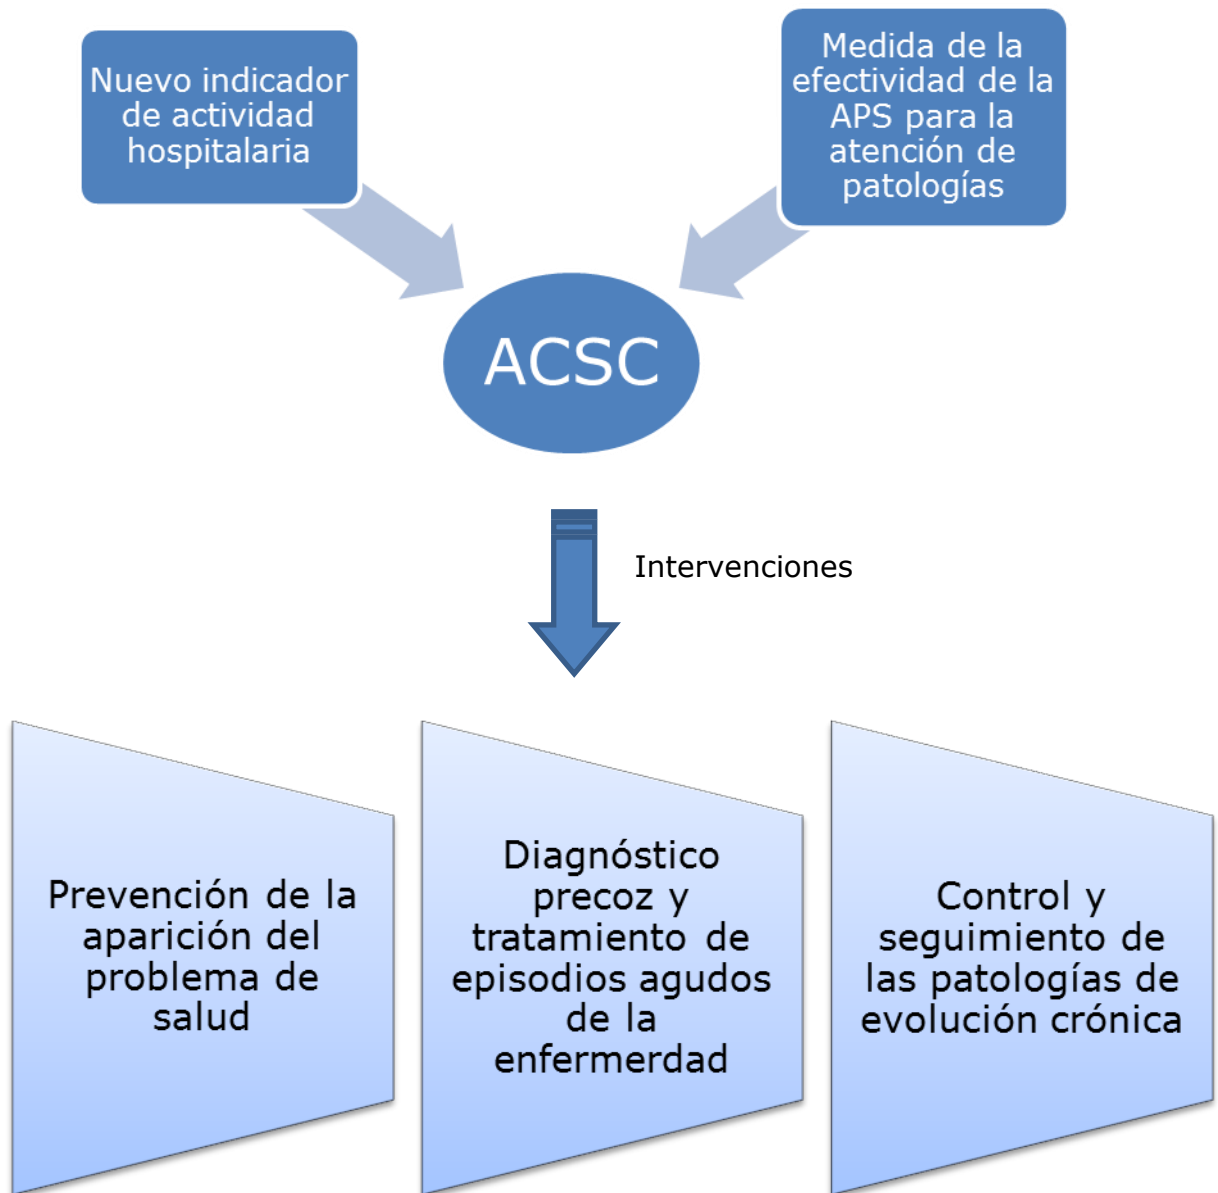 Nuevo indicador
de actividad
hospitalaria
Medida de la
efectividad de la
APS para la
atención de
patologías
ACSC
Intervenciones
Prevención de la
aparición del
problema de
salud
Diagnóstico
precoz y
tratamiento de
episodios agudos
de la
enfermerdad
Control y
seguimiento de
las patologías de
evolución crónica